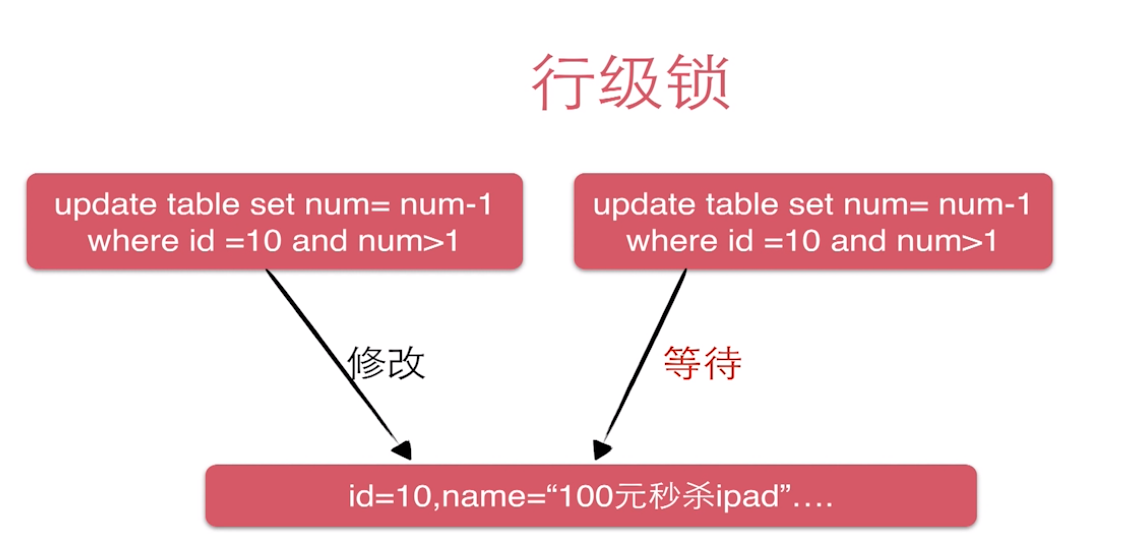 行级锁
update table set num= num-1
where id =10 and num>1
update table set num= num-1
where id =10 and num>1
修改
等待
id=10,name=“100元秒杀ipad”....